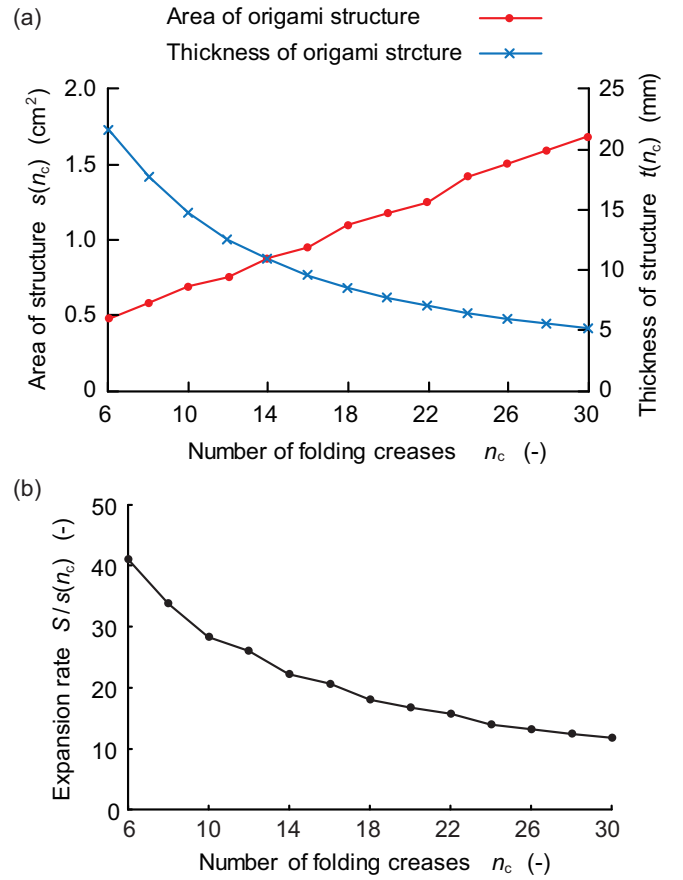 (a)
Area of origami structure
Thickness of origami strcture
Area of structure s(nc) (cm²)
2.0
1.5
1.0
0.5
0
25
20
15
10
5
0
Thickness of structure t(nc) (mm)
6 10 14 18 22 26 30
Number of folding creases nc (-)
(b)
Expansion rate S / s(nc) (-)
50
40
30
20
10
0
6 10 14 18 22 26 30
Number of folding creases nc (-)